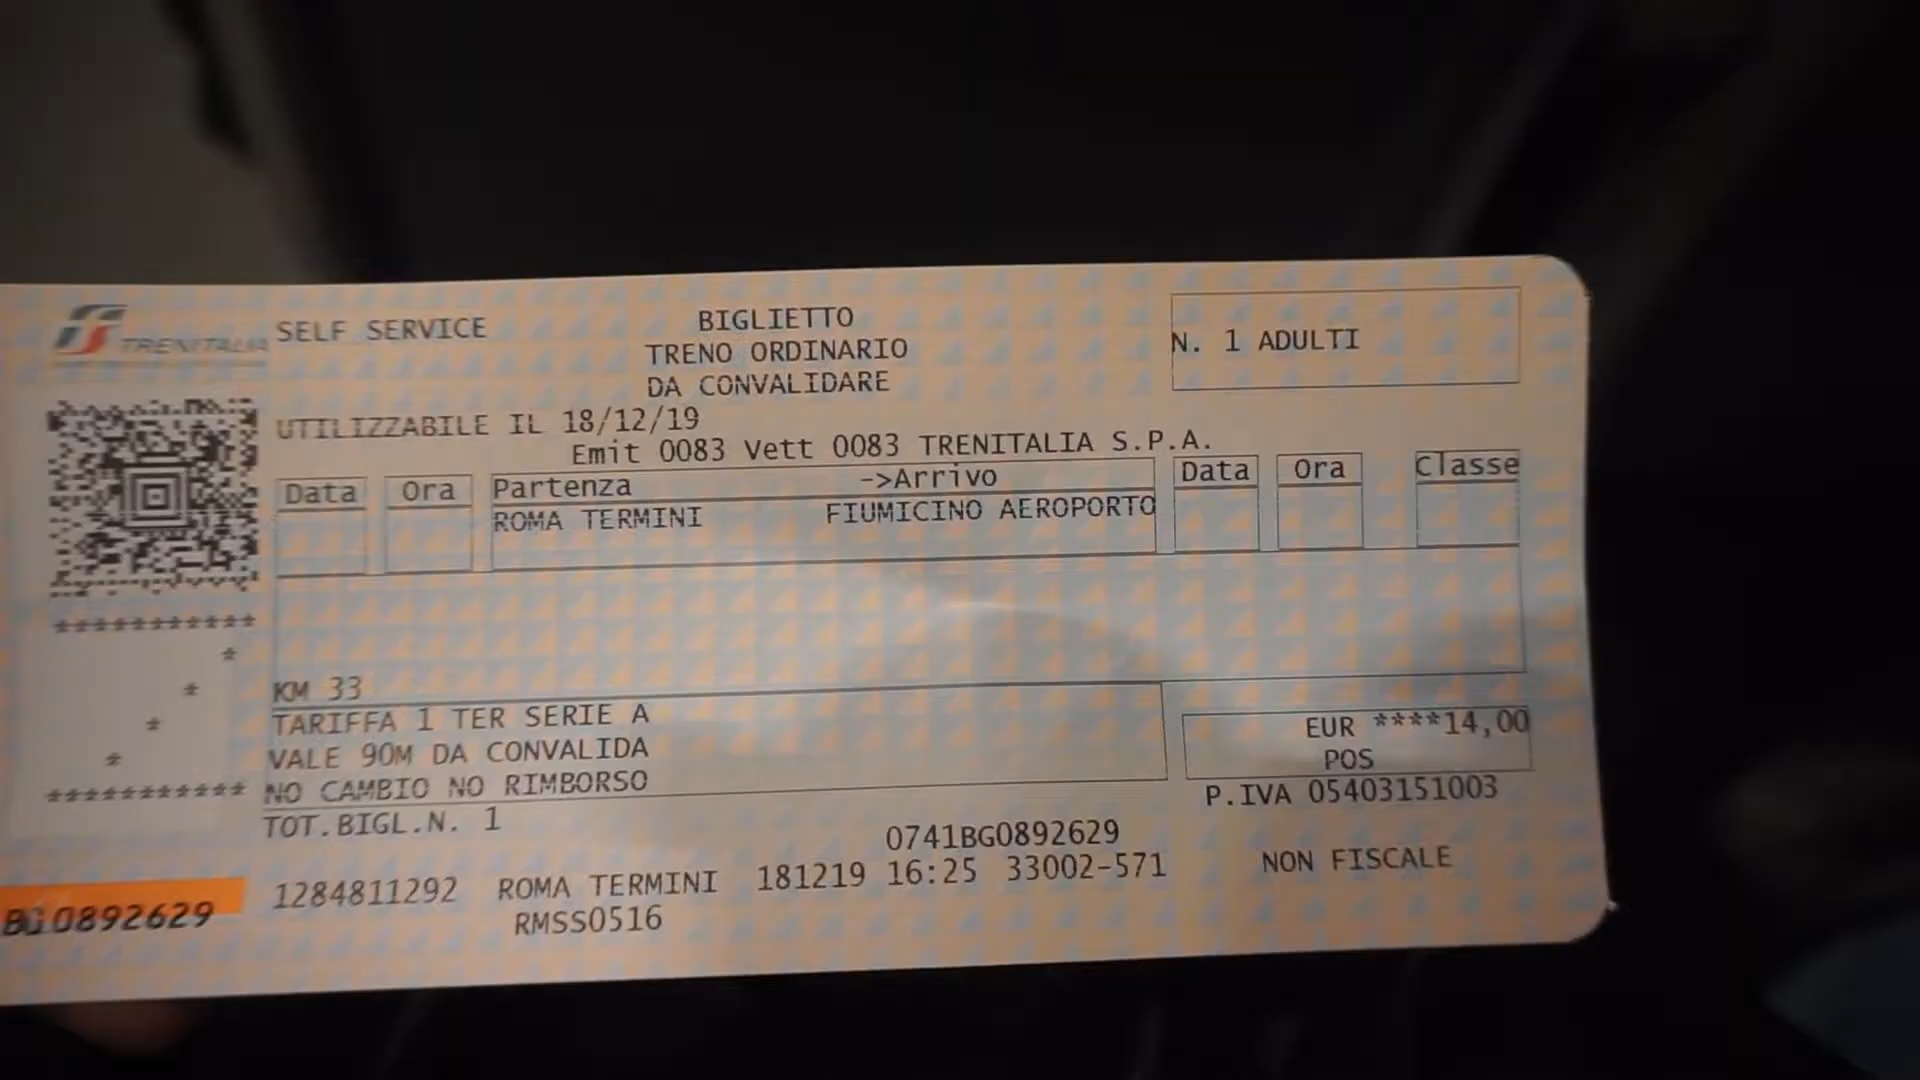 TRENITALIA SELF SERVICE
BIGLIETTO
TRENO ORDINARIO
DA CONVALIDARE
N. 1 ADULTI
UTILIZZABILE IL 18/12/19
Emit 0083 Vett 0083 TRENITALIA S.P.A.
Data Ora Partenza ->Arrivo Data Ora Classe
ROMA TERMINI FIUMICINO AEROPORTO
***********
*
*
*
*
***********
KM 33
TARIFFA 1 TER SERIE A
VALE 90M DA CONVALIDA
NO CAMBIO NO RIMBORSO
TOT.BIGL.N. 1
EUR ****14,00
POS
P.IVA 05403151003
0741BG0892629
NON FISCALE
1284811292 ROMA TERMINI 181219 16:25 33002-571
RMSS0516
BG0892629